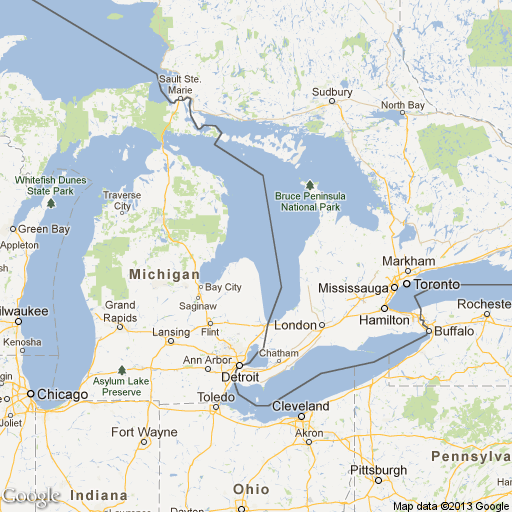 Sault Ste.
Marie
Sudbury
North Bay
Whitefish Dunes
State Park
Traverse
City
Bruce Peninsula
National Park
Green Bay
Appleton
Markham
Michigan
Bay City
Mississauga
Toronto
Saginaw
Grand
Rapids
Hamilton
Rochester
ilwaukee
Flint
London
Buffalo
Kenosha
Lansing
Ann Arbor
Chatham
Detroit
gin
Asylum Lake
Preserve
Chicago
Toledo
Cleveland
Joliet
Fort Wayne
Akron
Pennsylva
Pittsburgh
Google
Indiana
Ohio
Dayton
Map data ©2013 Google